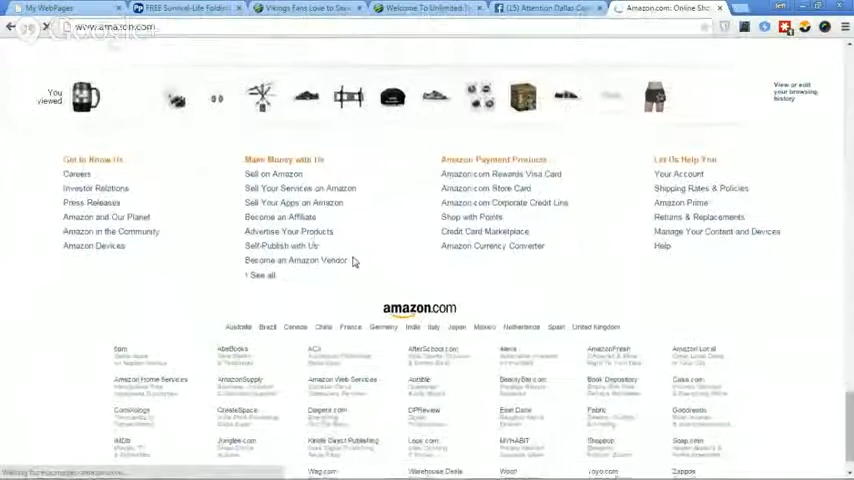 My WebPages
FREE Survival-Life Folding
Vikings Fans Love to Sav
Welcome To Unlimited T
(15) Attention Dallas Co
Amazon.com: Online Sho
www.amazon.com
You
viewed
View or edit
your browsing
history
Get to Know Us
Careers
Investor Relations
Press Releases
Amazon and Our Planet
Amazon in the Community
Amazon Devices
Make Money with Us
Sell on Amazon
Sell Your Services on Amazon
Sell Your Apps on Amazon
Become an Affiliate
Advertise Your Products
Self-Publish with Us
Become an Amazon Vendor
› See all
Amazon Payment Products
Amazon.com Rewards Visa Card
Amazon.com Store Card
Amazon.com Corporate Credit Line
Shop with Points
Credit Card Marketplace
Amazon Currency Converter
Let Us Help You
Your Account
Shipping Rates & Policies
Amazon Prime
Returns & Replacements
Manage Your Content and Devices
Help
amazon.com
Australia Brazil Canada China France Germany India Italy Japan Mexico Netherlands Spain United Kingdom
6pm AbeBooks ACX AfterSchool.com Alexa AmazonFresh Amazon Local
Amazon Home Services AmazonSupply Amazon Web Services Audible BeautyBar.com Book Depository Casa.com
ComiXology CreateSpace Diapers.com DPReview East Dane Fabric Goodreads
IMDb Junglee.com Kindle Direct Publishing Look.com MYHABIT Shopbop Soap.com
Wag.com Warehouse Deals Woot! Yoyo.com Zappos